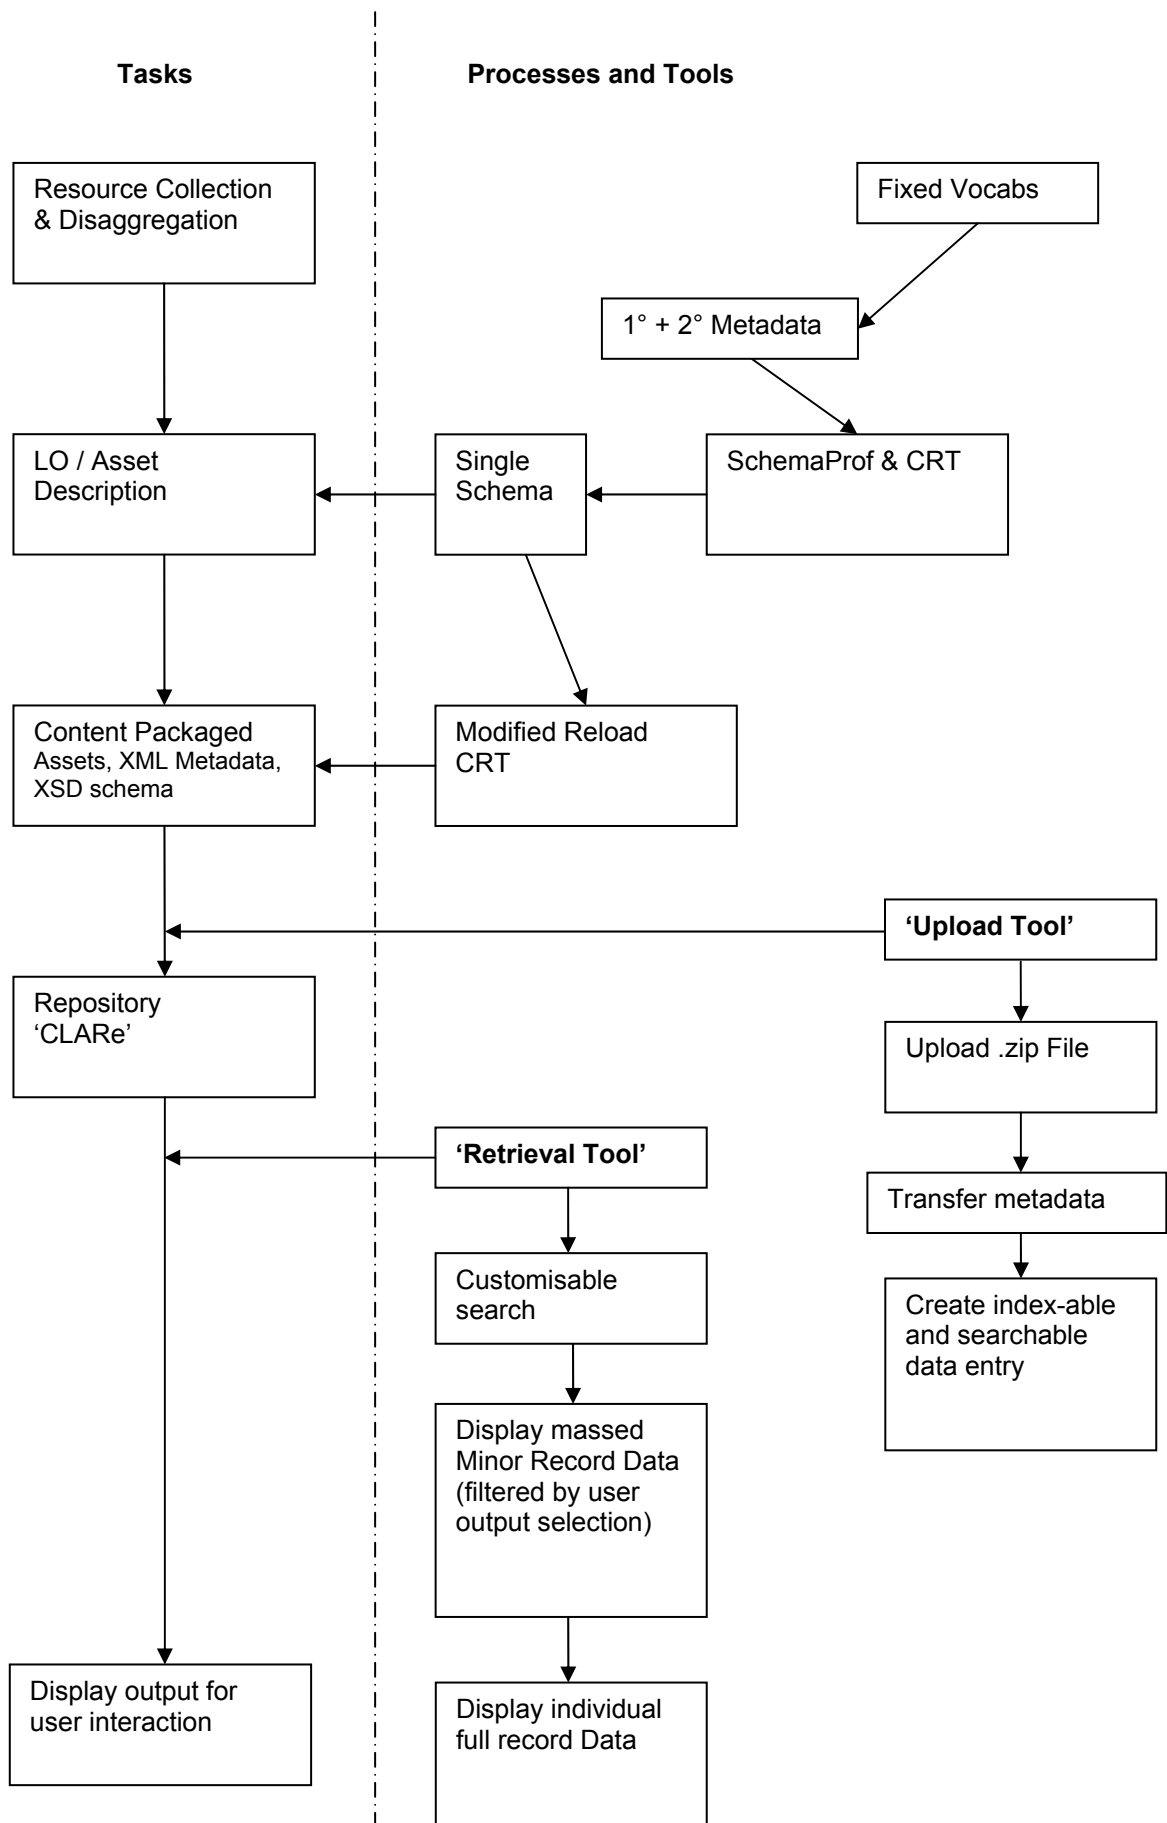 Tasks
Processes and Tools
Resource Collection
& Disaggregation
Fixed Vocabs
1° + 2° Metadata
LO / Asset
Description
Single
Schema
SchemaProf & CRT
Content Packaged
Assets, XML Metadata,
XSD schema
Modified Reload
CRT
‘Upload Tool’
Repository
‘CLARe’
Upload .zip File
‘Retrieval Tool’
Transfer metadata
Customisable
search
Create index-able
and searchable
data entry
Display massed
Minor Record Data
(filtered by user
output selection)
Display output for
user interaction
Display individual
full record Data